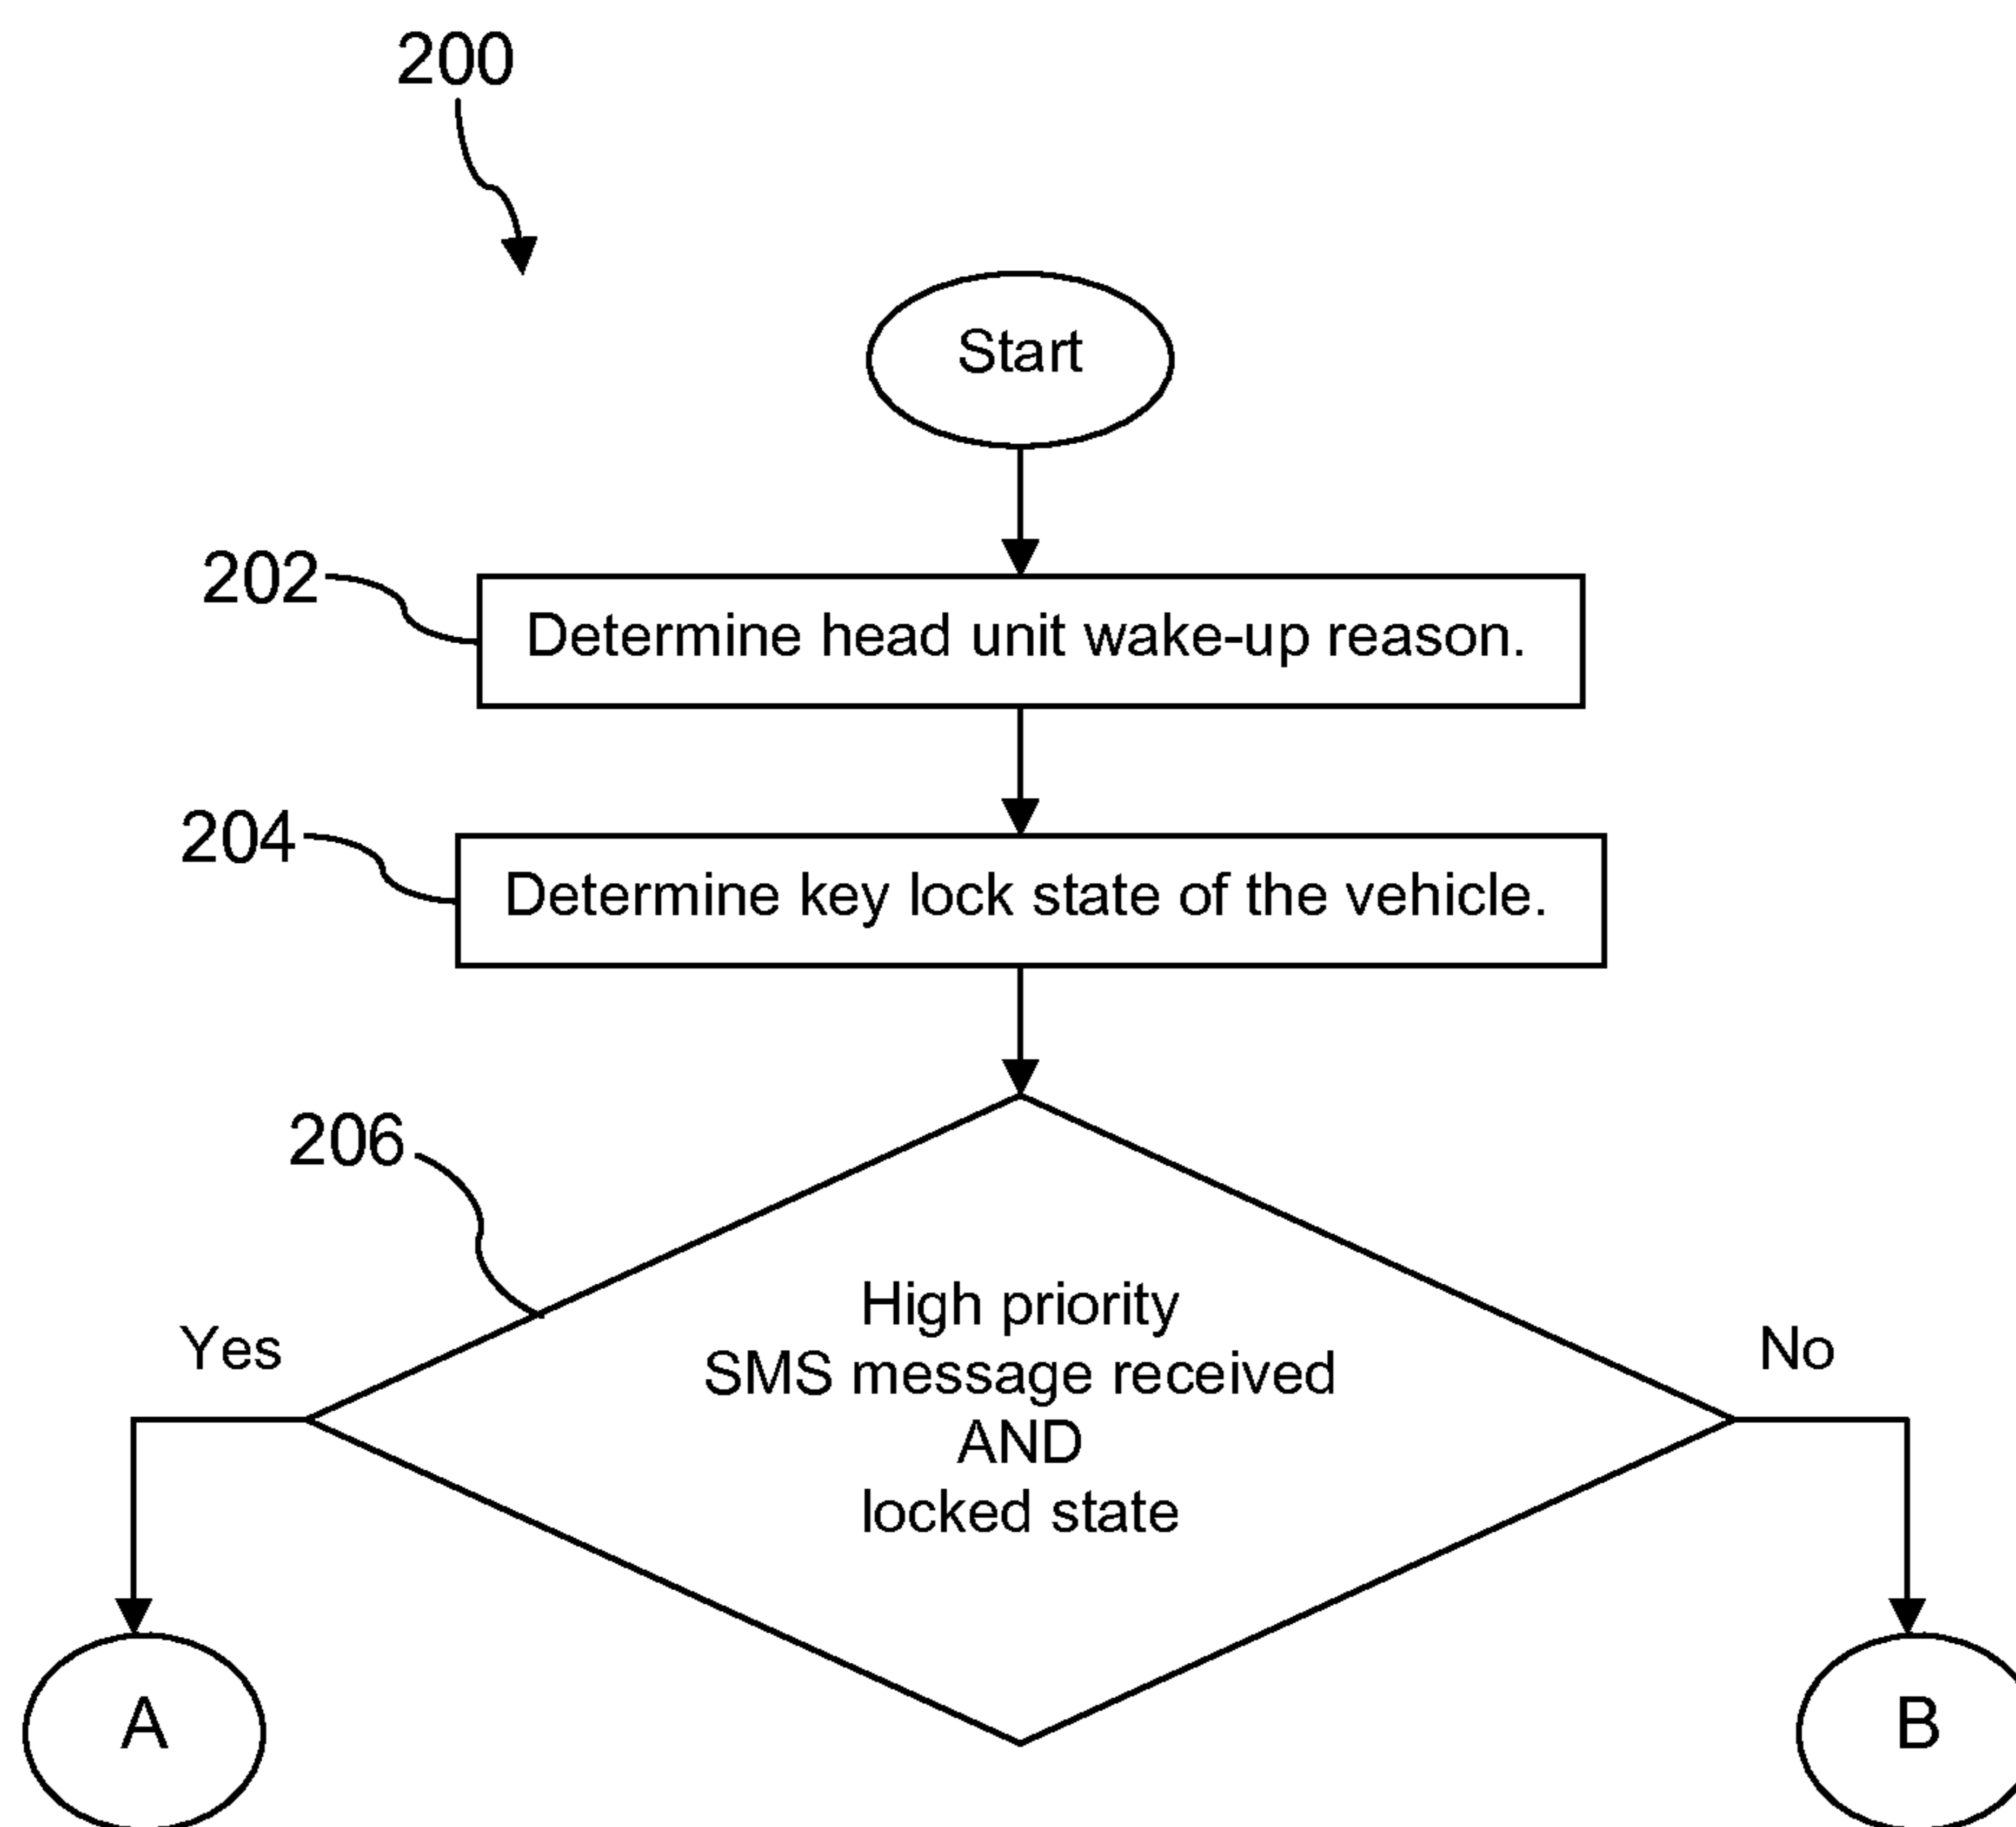 200
Start
202
Determine head unit wake-up reason.
204
Determine key lock state of the vehicle.
206
High priority
SMS message received
AND
locked state
Yes
No
A
B